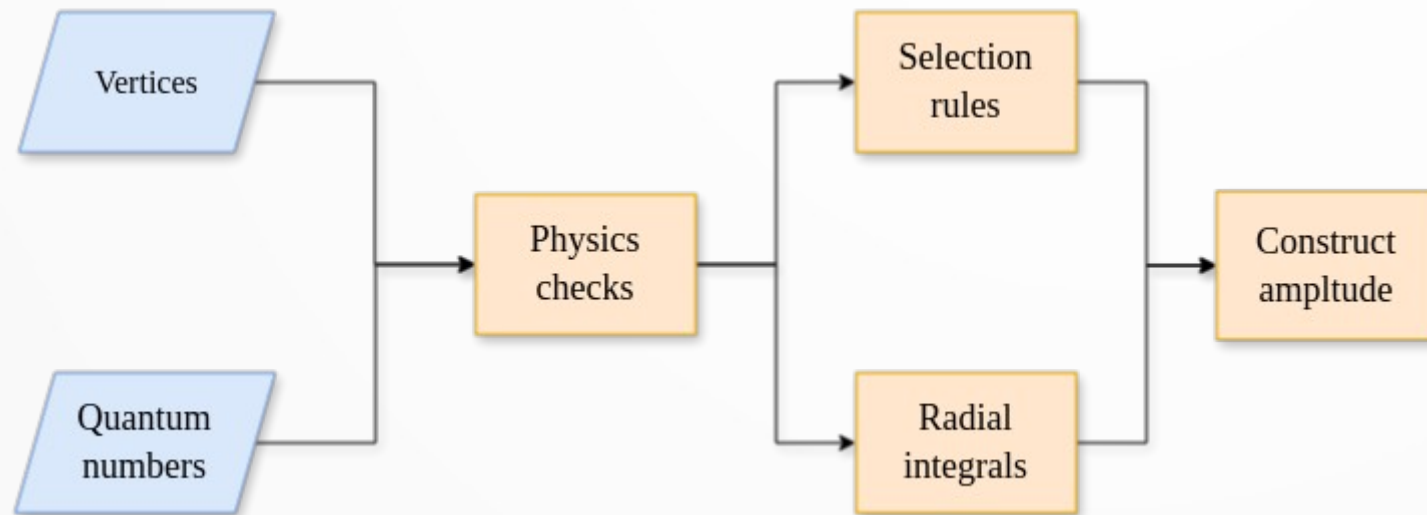 Vertices
Quantum
numbers
Physics
checks
Selection
rules
Radial
integrals
Construct
ampltude